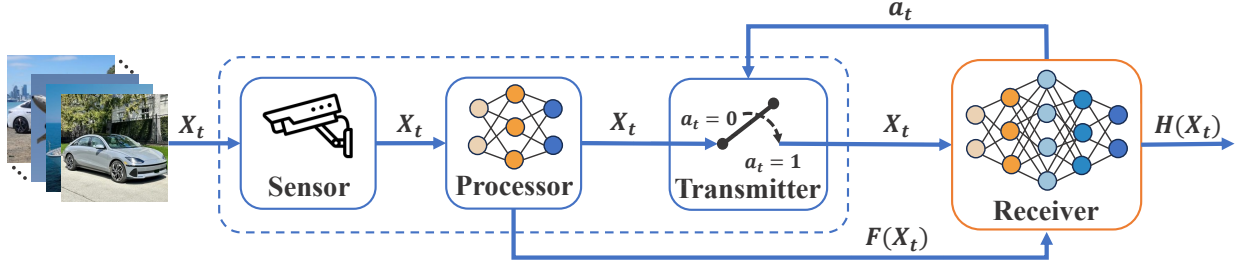 a_t
X_t
Sensor
X_t
Processor
X_t
a_t = 0
a_t = 1
Transmitter
X_t
Receiver
H(X_t)
F(X_t)